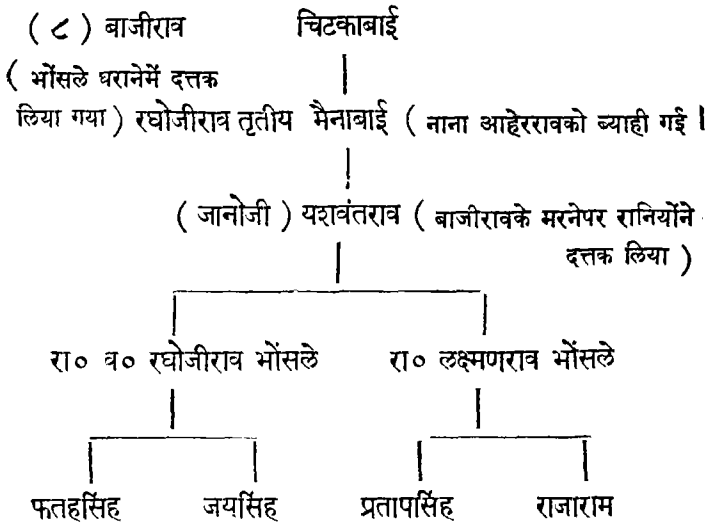 ( ८ ) बाजीराव चिटकाबाई
( भोंसले घरानेमें दत्तक
लिया गया ) रघोजीराव तृतीय मैनाबाई ( नाना आहेररावको ब्याही गई ।
( जानोजी ) यशवंतराव ( बाजीरावके मरनेपर रानियोंने
दत्तक लिया )
रा० ब० रघोजीराव भोंसले रा० लक्ष्मणराव भोंसले
फतहसिंह जयसिंह प्रतापसिंह राजाराम